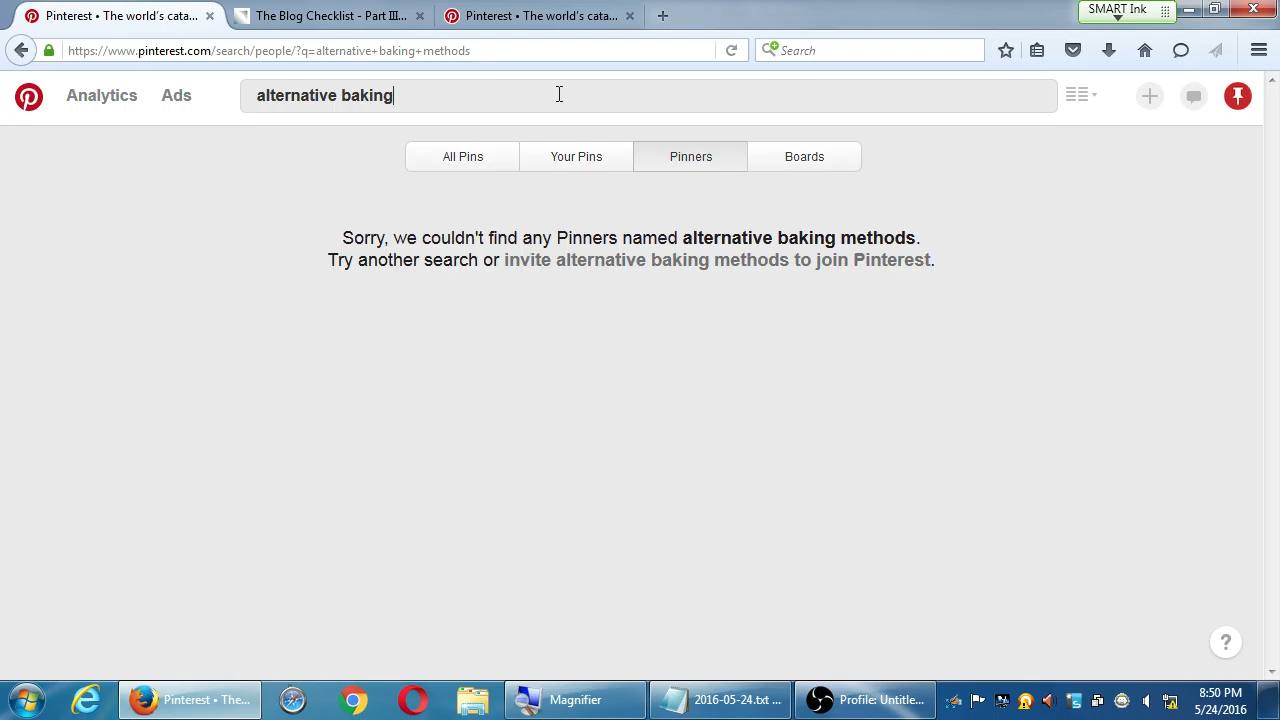 Pinterest • The world's cata...
The Blog Checklist - Part III...
Pinterest • The world's cata...
SMART Ink
https://www.pinterest.com/search/people/?q=alternative+baking+methods
Search
Analytics
Ads
alternative baking
All Pins
Your Pins
Pinners
Boards
Sorry, we couldn't find any Pinners named alternative baking methods.
Try another search or invite alternative baking methods to join Pinterest.
?
Pinterest • The...
Magnifier
2016-05-24.txt ...
Profile: Untitle...
8:50 PM
5/24/2016